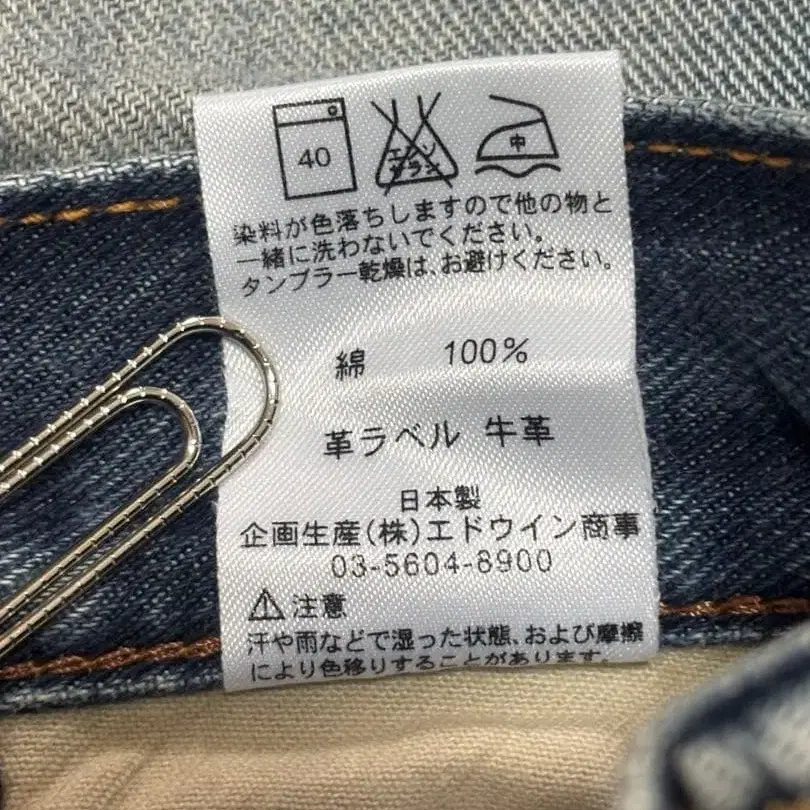 40
エンソ
サラシ
中
染料が色落ちしますので他の物と
一緒に洗わないでください。
タンブラー乾燥は、お避けください。
綿 100%
革ラベル 牛革
日本製
企画生産(株)エドウイン商事
03-5604-8900
注意
汗や雨などで湿った状態、および摩擦
により色移りすることがあります。